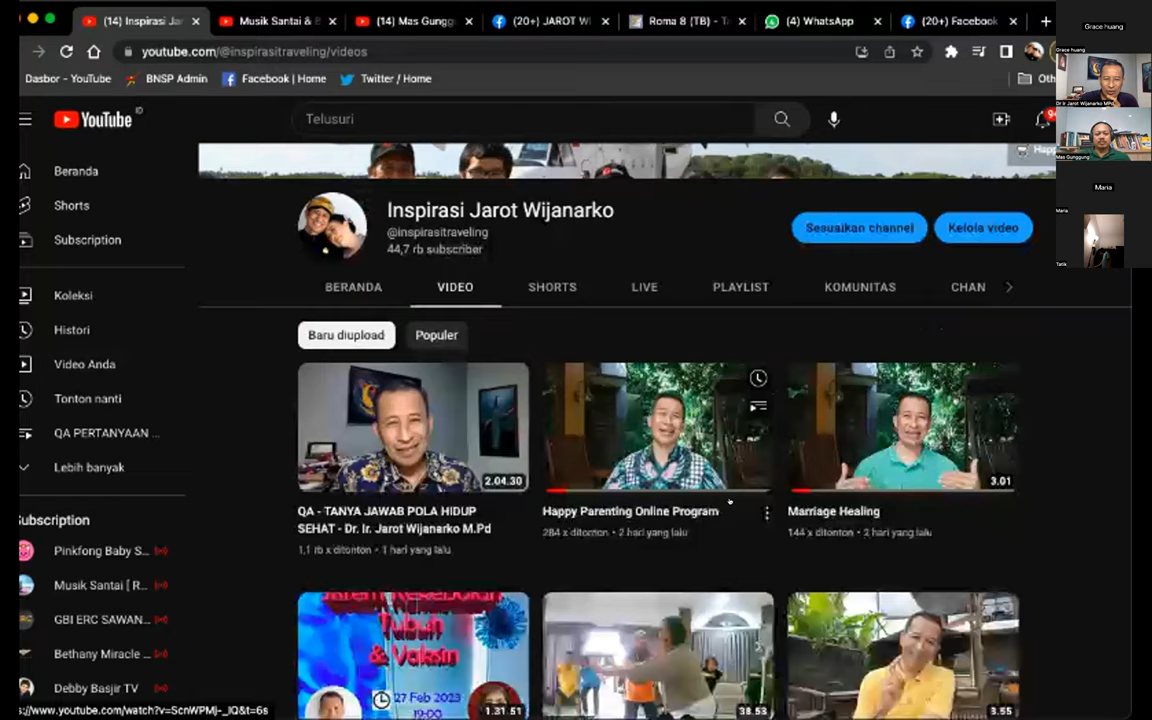 (14) Inspirasi Ja
Musik Santai & 
(14) Mas Gungg
(20+) JAROT W
Roma 8 (TB) - Ta
(4) WhatsApp
(20+) Facebook
youtube.com/@inspirasitraveling/videos
Dasbor - YouTube
BNSP Admin
Facebook | Home
Twitter / Home
Oth
YouTube
ID
Telusuri
Happ
Beranda
Shorts
Subscription
Koleksi
Histori
Video Anda
Tonton nanti
QA PERTANYAAN ...
Lebih banyak
Subscription
Pinkfong Baby S...
Musik Santai [ R...
GBI ERC SAWAN...
Bethany Miracle ...
Debby Basjir TV
Inspirasi Jarot Wijanarko
@inspirasitraveling
44,7 rb subscriber
Sesuaikan channel
Kelola video
BERANDA
VIDEO
SHORTS
LIVE
PLAYLIST
KOMUNITAS
CHAN
Baru diupload
Populer
2.04.30
3.01
QA - TANYA JAWAB POLA HIDUP
SEHAT - Dr. Ir. Jarot Wijanarko M.Pd
1,1 rb x ditonton • 1 hari yang lalu
Happy Parenting Online Program
284 x ditonton • 2 hari yang lalu
Marriage Healing
144 x ditonton • 2 hari yang lalu
Tubuh
& Vaksin
27 Feb 2023
19:00
1.31.51
38.53
3.55
s://www.youtube.com/watch?v=ScnWPMj-_IQ&t=6s
Grace huang
Grace huang
Dr Ir Jarot Wijanarko MPd
Mas Gunggung
Maria
Maria
Tatik